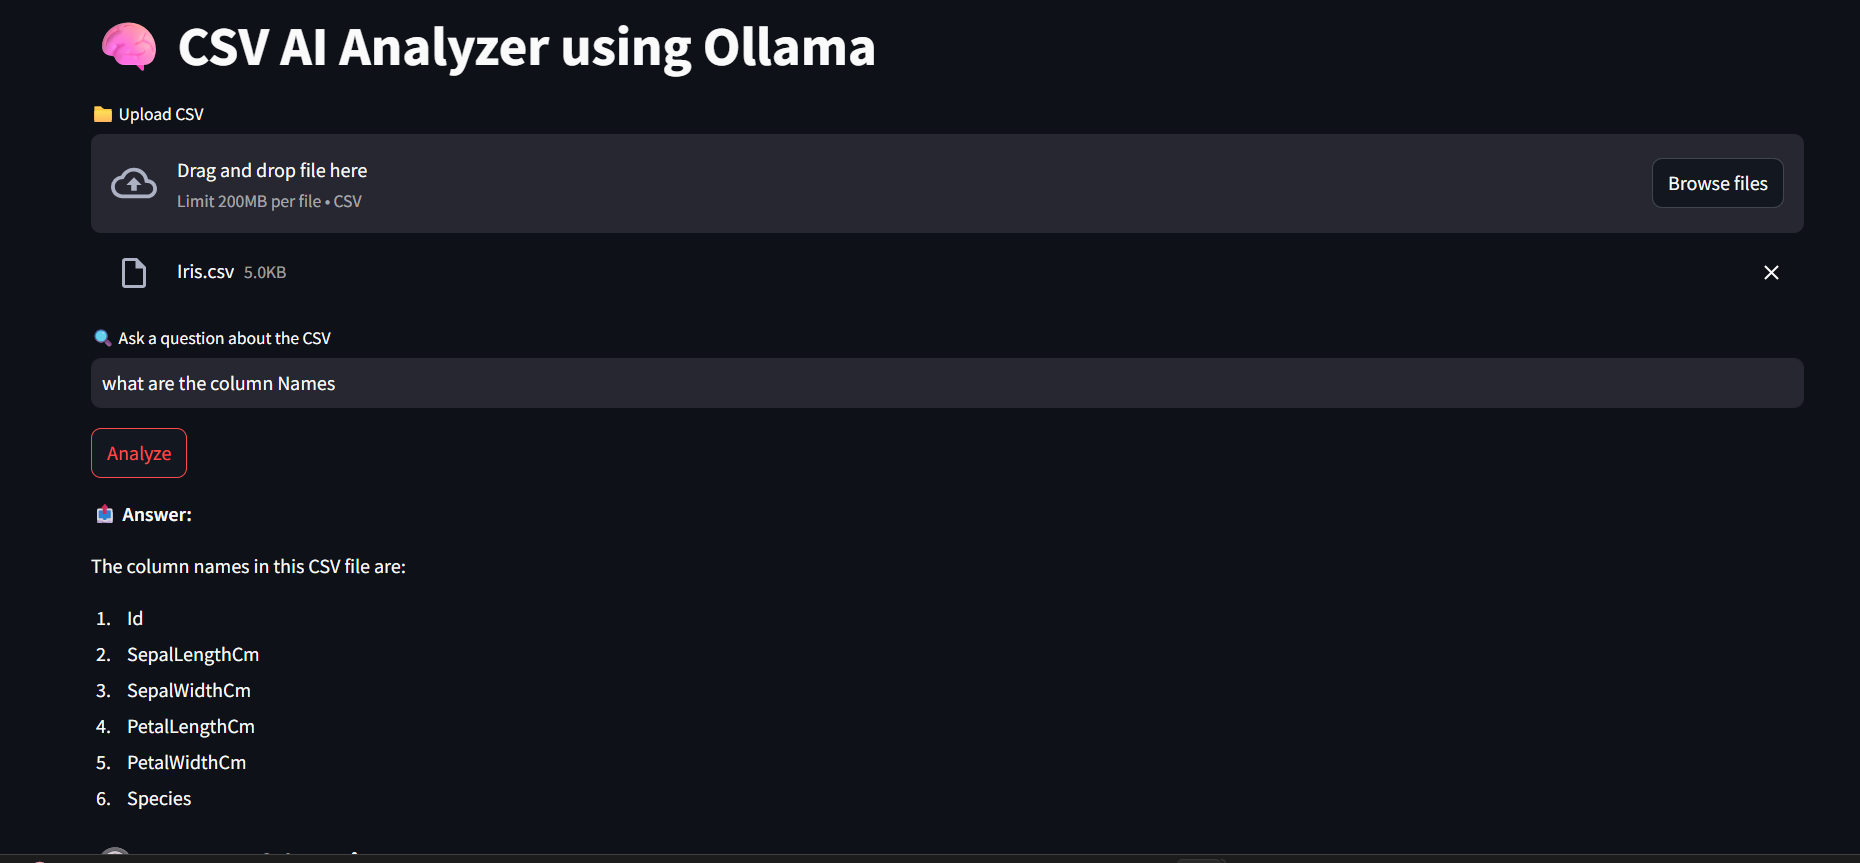 CSV AI Analyzer using Ollama
Upload CSV
Drag and drop file here
Limit 200MB per file • CSV
Browse files
Iris.csv 5.0KB
Ask a question about the CSV
what are the column Names
Analyze
Answer:
The column names in this CSV file are:
1. Id
2. SepalLengthCm
3. SepalWidthCm
4. PetalLengthCm
5. PetalWidthCm
6. Species